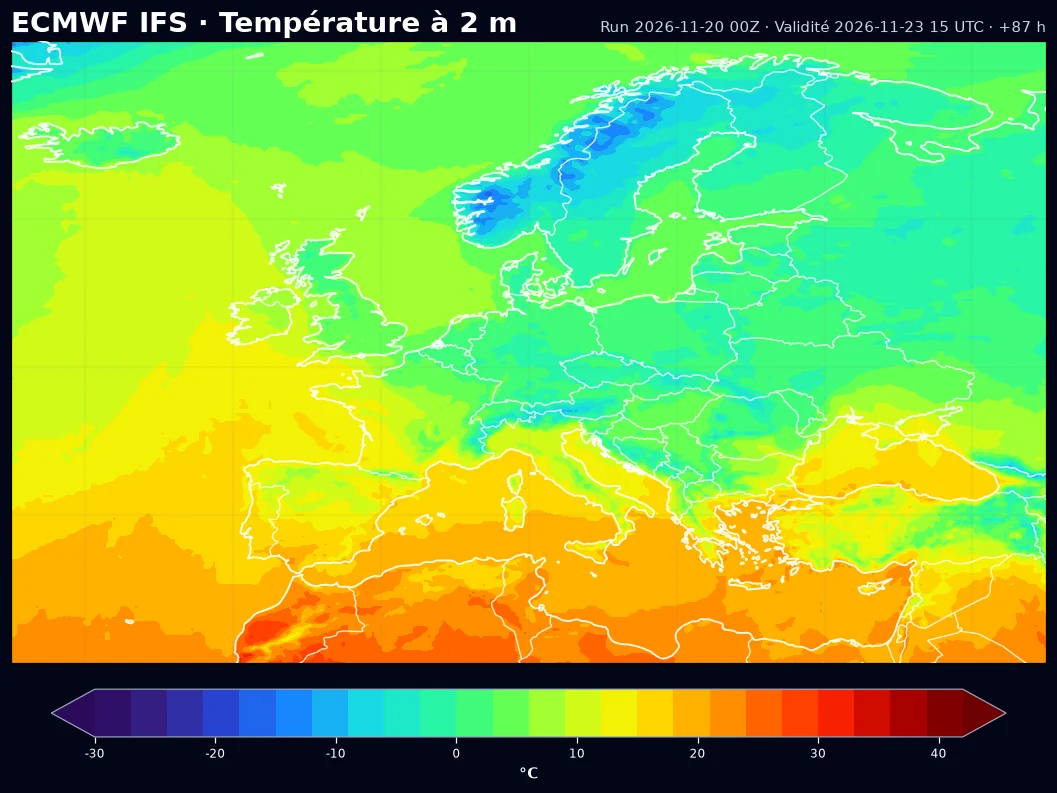 ECMWF IFS · Température à 2 m
Run 2026-11-20 00Z · Validité 2026-11-23 15 UTC · +87 h
-30 -20 -10 0 10 20 30 40
°C